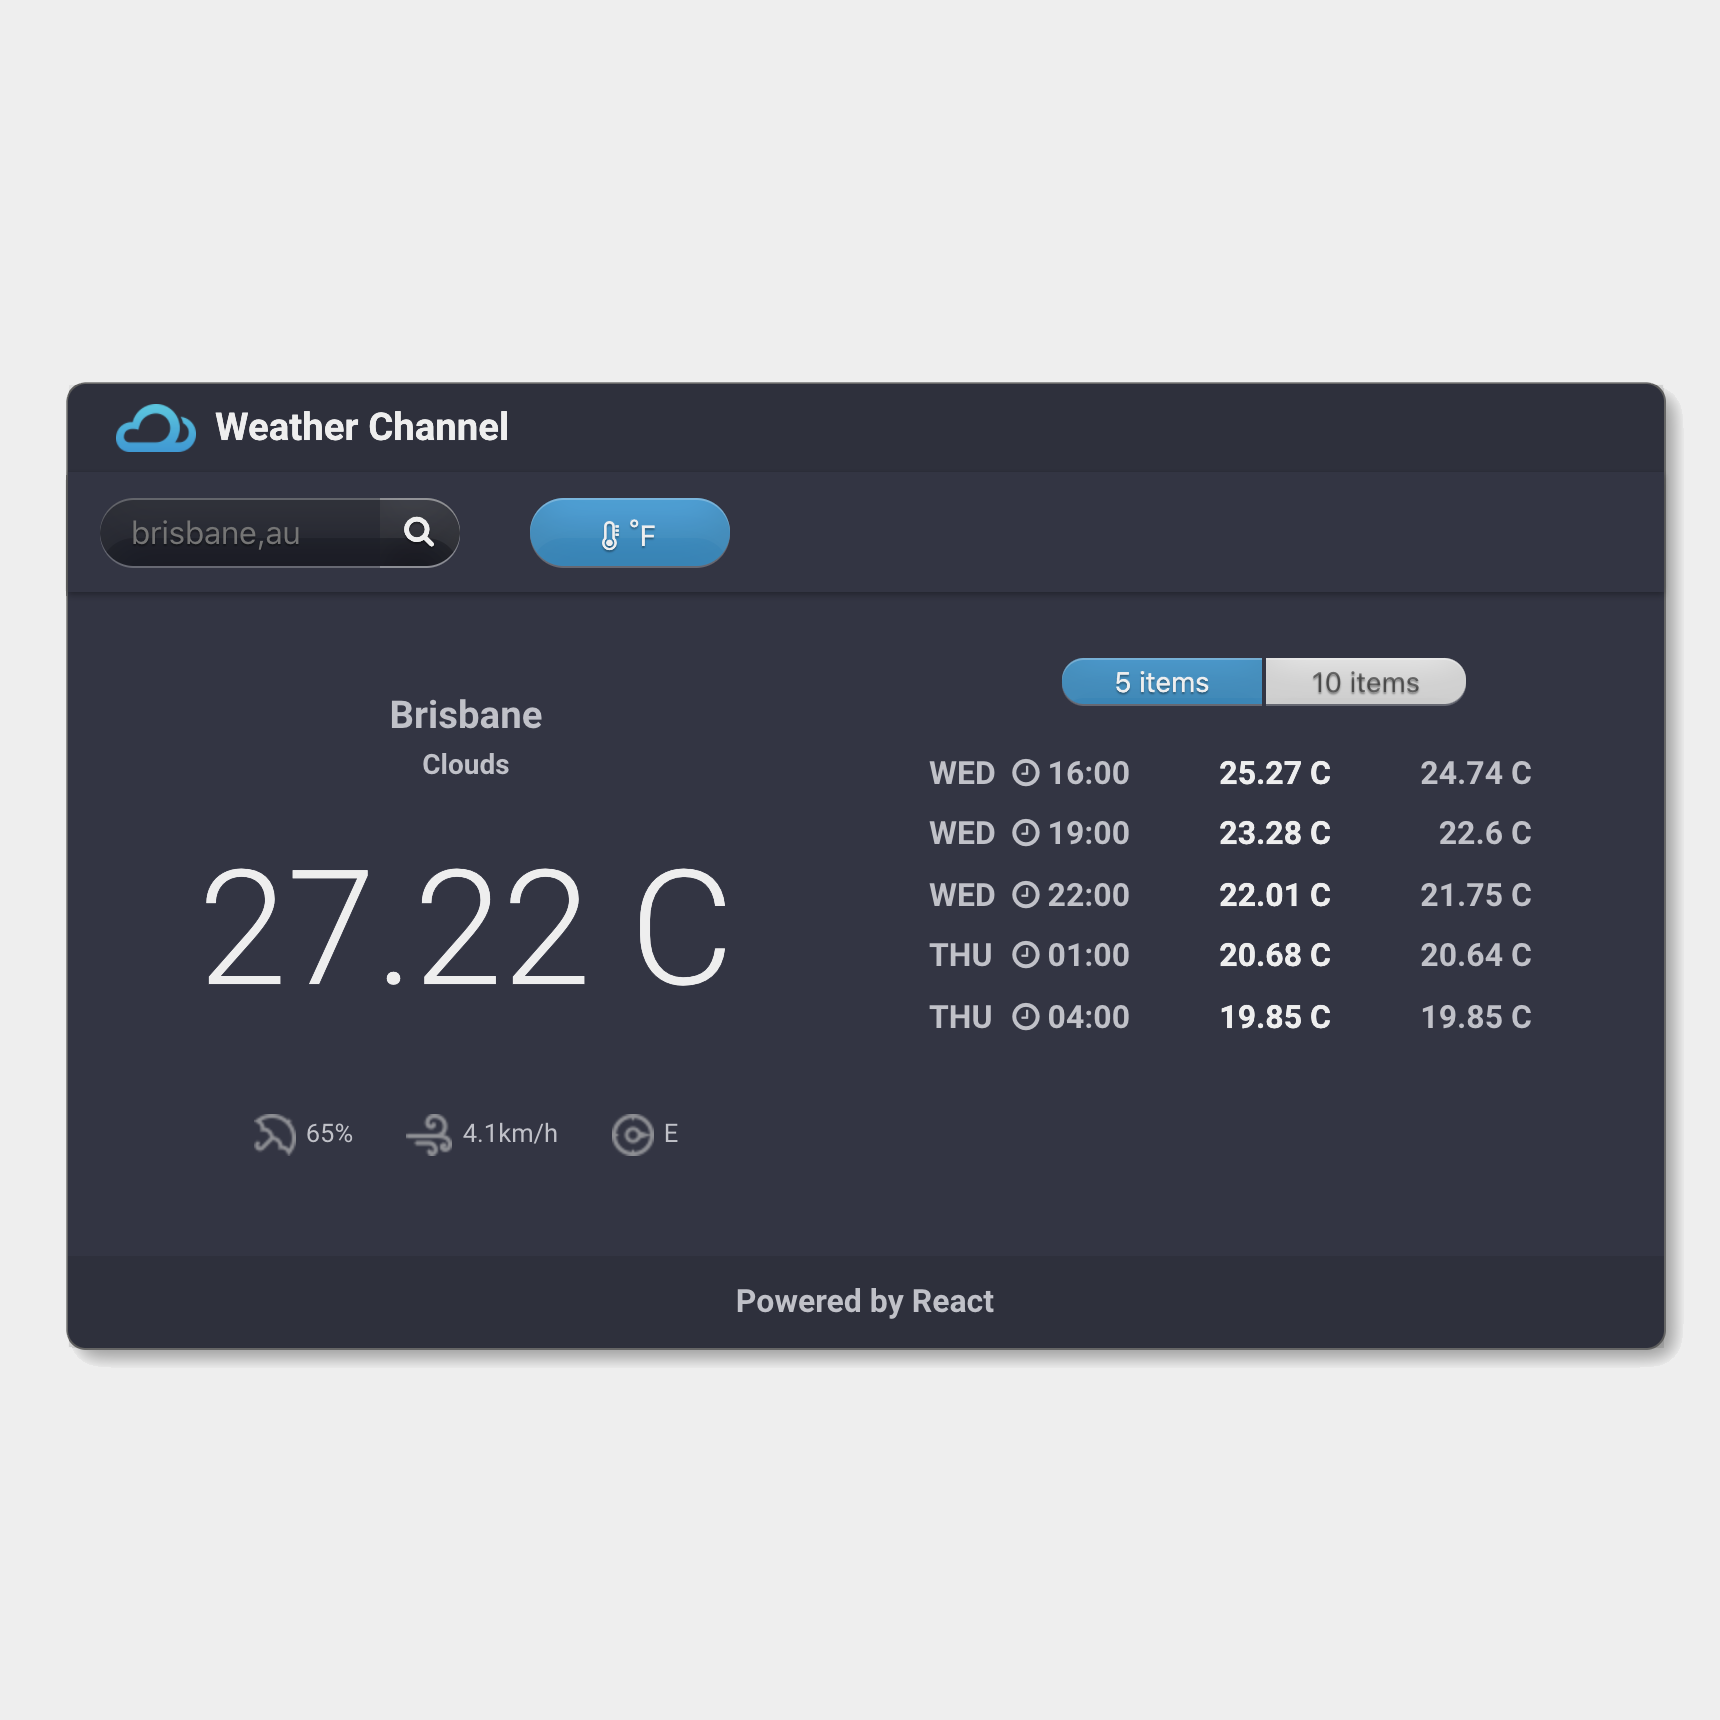 Weather Channel
brisbane,au
°F
5 items 10 items
Brisbane
Clouds
27.22 C
65% 4.1km/h E
WED 16:00 25.27 C 24.74 C
WED 19:00 23.28 C 22.6 C
WED 22:00 22.01 C 21.75 C
THU 01:00 20.68 C 20.64 C
THU 04:00 19.85 C 19.85 C
Powered by React